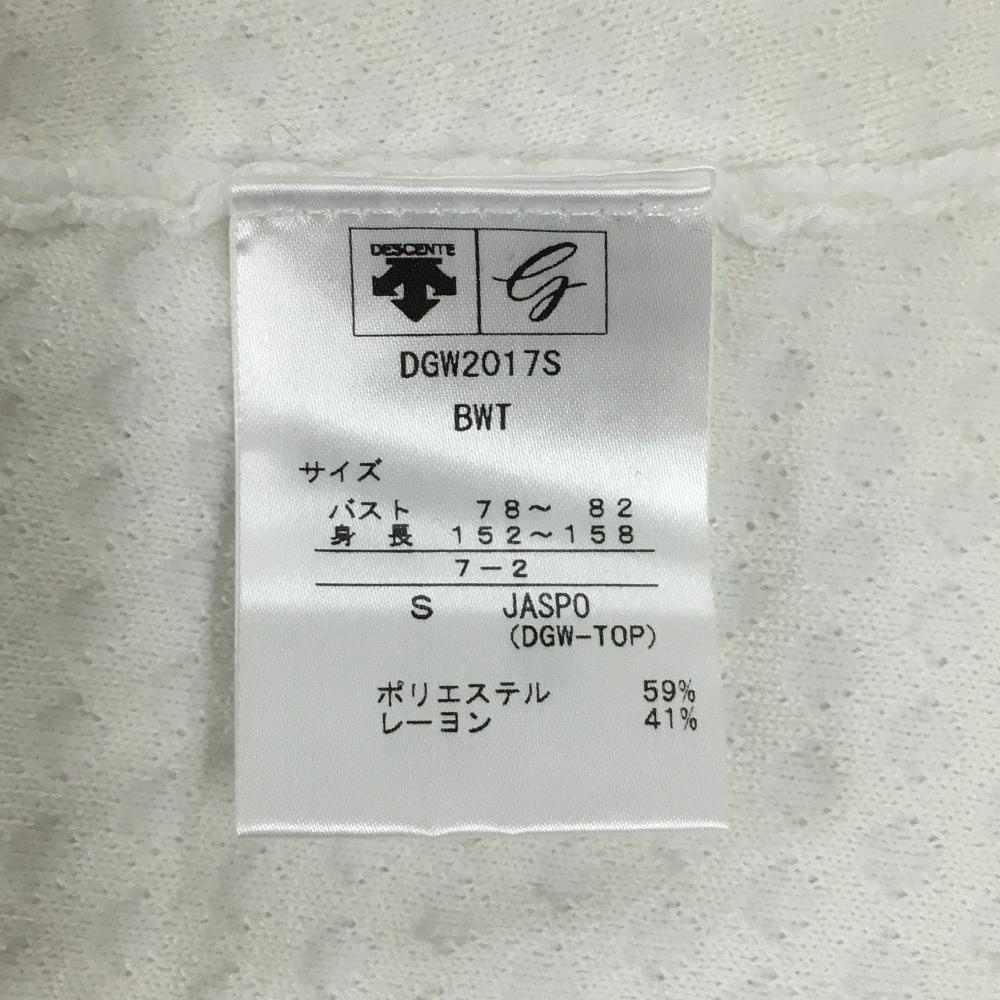 DESCENTE G
DGW2017S
BWT
サイズ
バスト 78～ 82
身長 152～158
7－2
S JASPO
(DGW-TOP)
ポリエステル 59%
レーヨン 41%